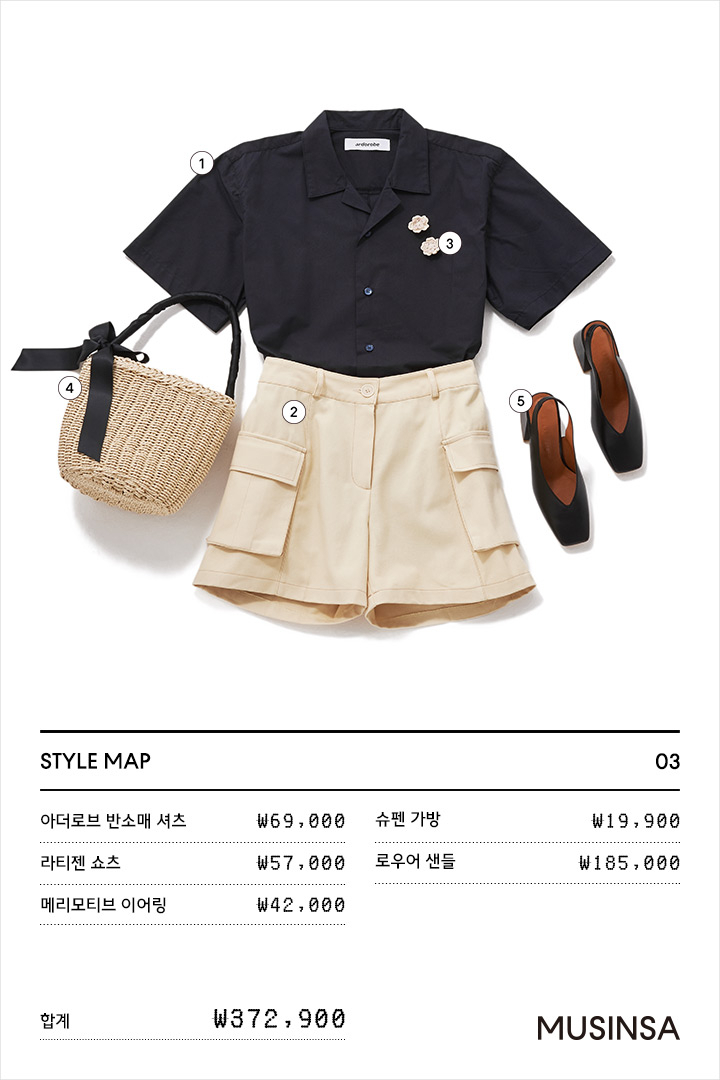 ardorobe
1
3
4
2
5
STYLE MAP 03
아더로브 반소매 셔츠 ₩69,000
라티젠 쇼츠 ₩57,000
메리모티브 이어링 ₩42,000
슈펜 가방 ₩19,900
로우어 샌들 ₩185,000
합계 ₩372,900
MUSINSA